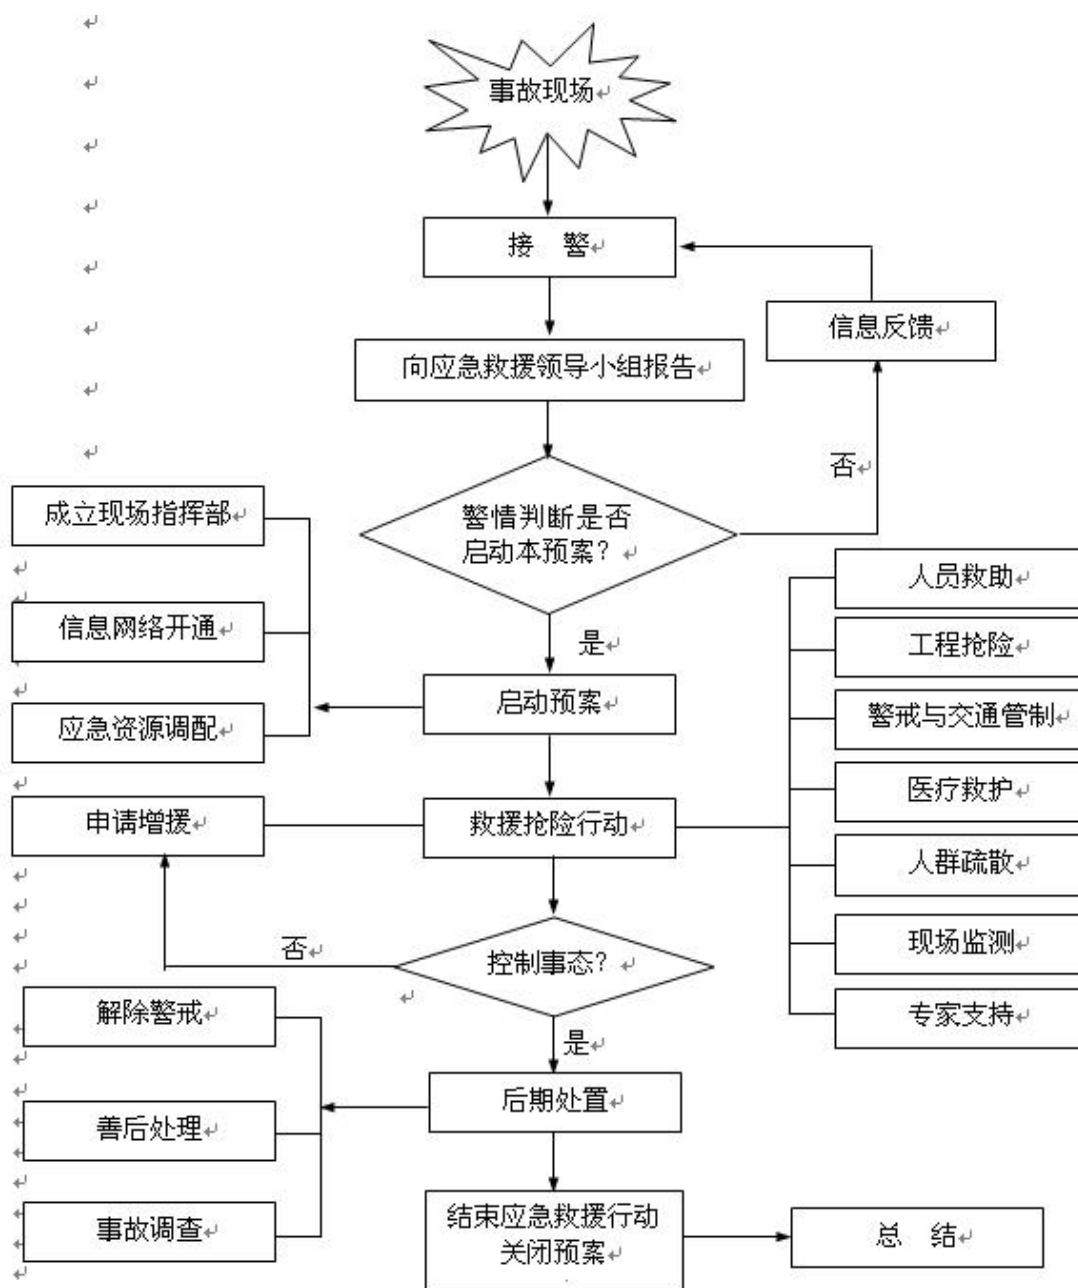 事故现场
接 警
信息反馈
向应急救援领导小组报告
否
成立现场指挥部
警情判断是否
启动本预案?
人员救助
信息网络开通
是
工程抢险
启动预案
警戒与交通管制
应急资源调配
医疗救护
申请增援
救援抢险行动
人群疏散
否
控制事态?
现场监测
解除警戒
专家支持
是
后期处置
善后处理
结束应急救援行动
关闭预案
事故调查
总 结